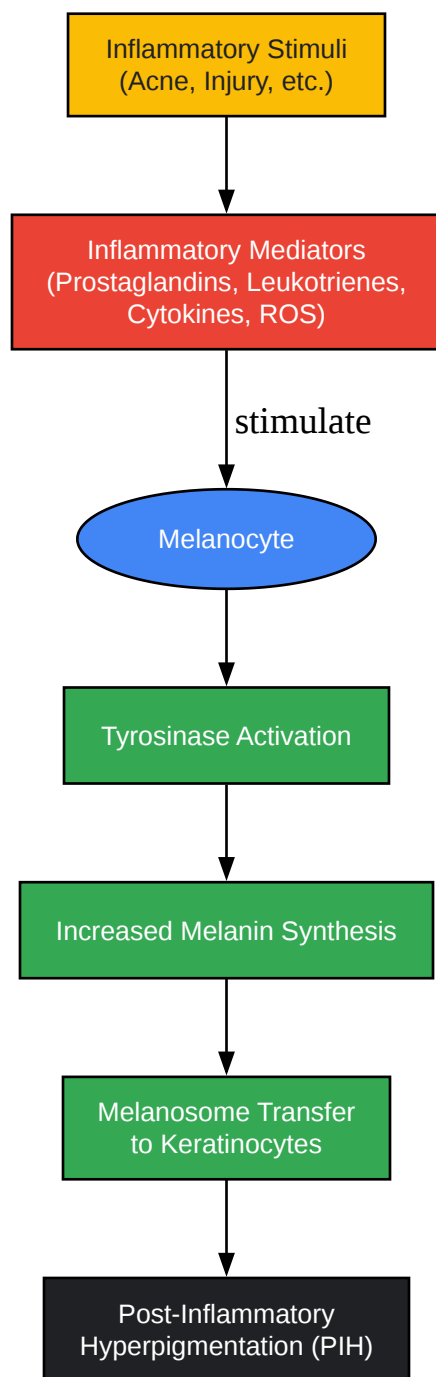 Inflammatory Stimuli
(Acne, Injury, etc.)
Inflammatory Mediators
(Prostaglandins, Leukotrienes,
Cytokines, ROS)
stimulate
Melanocyte
Tyrosinase Activation
Increased Melanin Synthesis
Melanosome Transfer
to Keratinocytes
Post-Inflammatory
Hyperpigmentation (PIH)